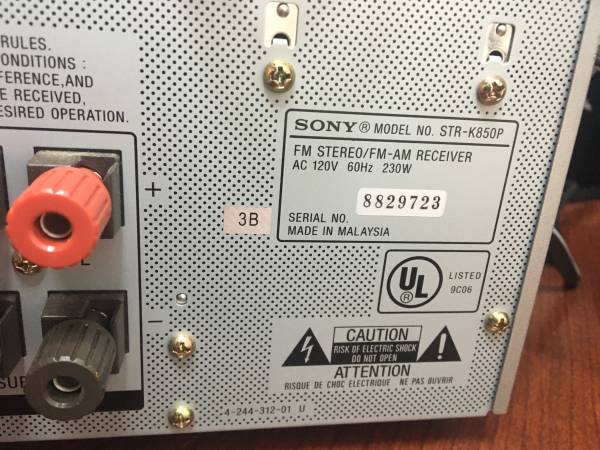 RULES.
CONDITIONS :
FERENCE,AND
E RECEIVED,
ESIRED OPERATION.
SONY® MODEL NO. STR-K850P
FM STEREO/FM-AM RECEIVER
AC 120V 60Hz 230W
8829723
SERIAL NO.
MADE IN MALAYSIA
3B
+
L
UL
®
LISTED
9C06
−
CAUTION
RISK OF ELECTRIC SHOCK
DO NOT OPEN
ATTENTION
RISQUE DE CHOC ELECTRIQUE NE PAS OUVRIR
SUR
4-244-312-01 U